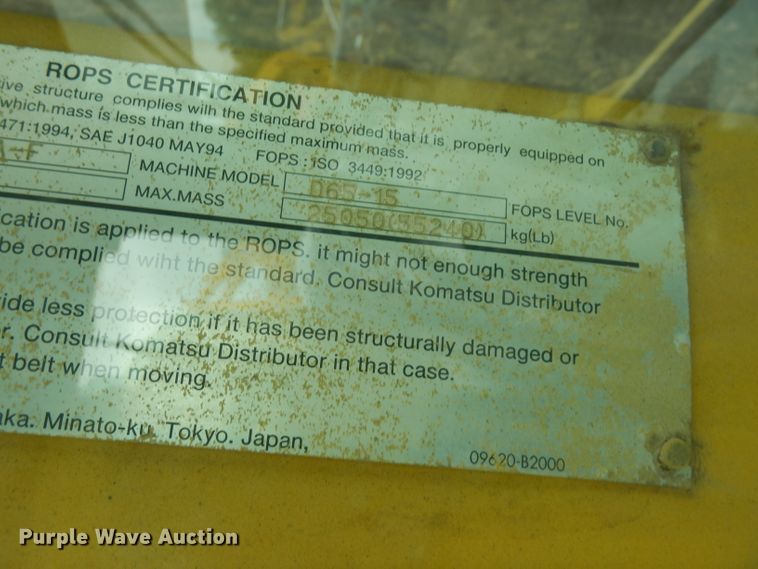 ROPS CERTIFICATION
ive structure complies wilh the standard provided that it is properly equipped on
which mass is less than the specified maximum mass.
471:1994, SAE J1040 MAY94 FOPS : ISO 3449:1992
A-F MACHINE MODEL D65-15 FOPS LEVEL No.
MAX.MASS 25050(55240) kg(Lb)
ication is applied to the ROPS. it might not enough strength
be complied wiht the standard. Consult Komatsu Distributor
ride less protection if it has been structurally damaged or
r. Consult Komatsu Distributor in that case.
t belt when moving.
aka. Minato-ku, Tokyo. Japan,
09620-B2000
Purple Wave Auction